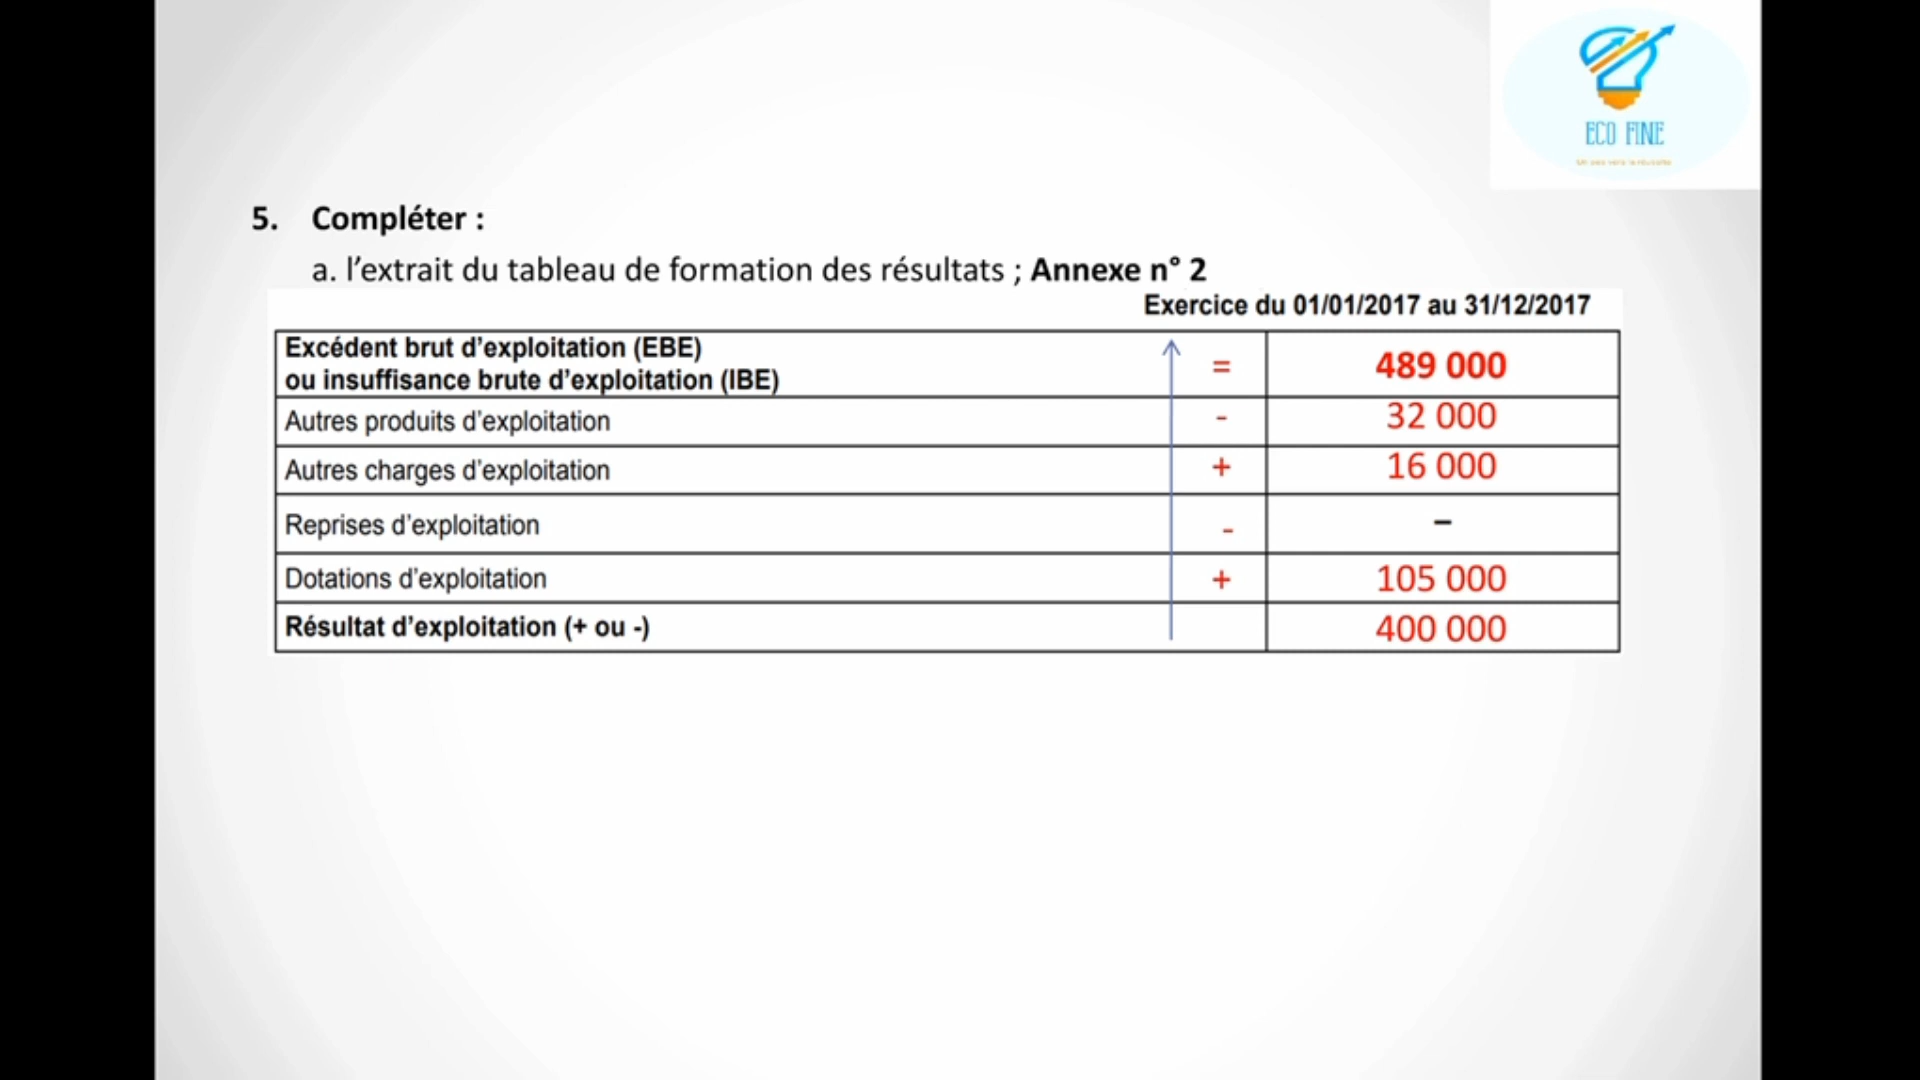 ECO FINE
5. Compléter :
a. l’extrait du tableau de formation des résultats ; Annexe n° 2
Exercice du 01/01/2017 au 31/12/2017
Excédent brut d’exploitation (EBE)
ou insuffisance brute d’exploitation (IBE) = 489 000
Autres produits d’exploitation - 32 000
Autres charges d’exploitation + 16 000
Reprises d’exploitation - –
Dotations d’exploitation + 105 000
Résultat d’exploitation (+ ou -) 400 000